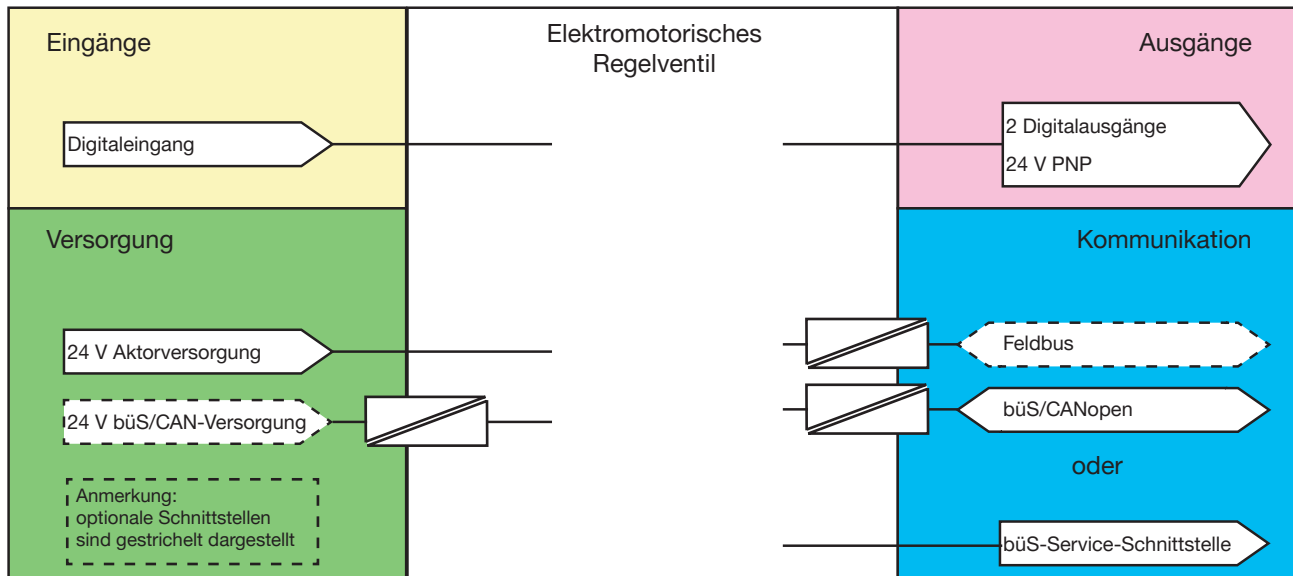 Eingänge
Elektromotorisches
Regelventil
Ausgänge
Digitaleingang
2 Digitalausgänge
24 V PNP
Versorgung
Kommunikation
24 V Aktorversorgung
Feldbus
24 V büS/CAN-Versorgung
büS/CANopen
oder
Anmerkung:
optionale Schnittstellen
sind gestrichelt dargestellt
büS-Service-Schnittstelle